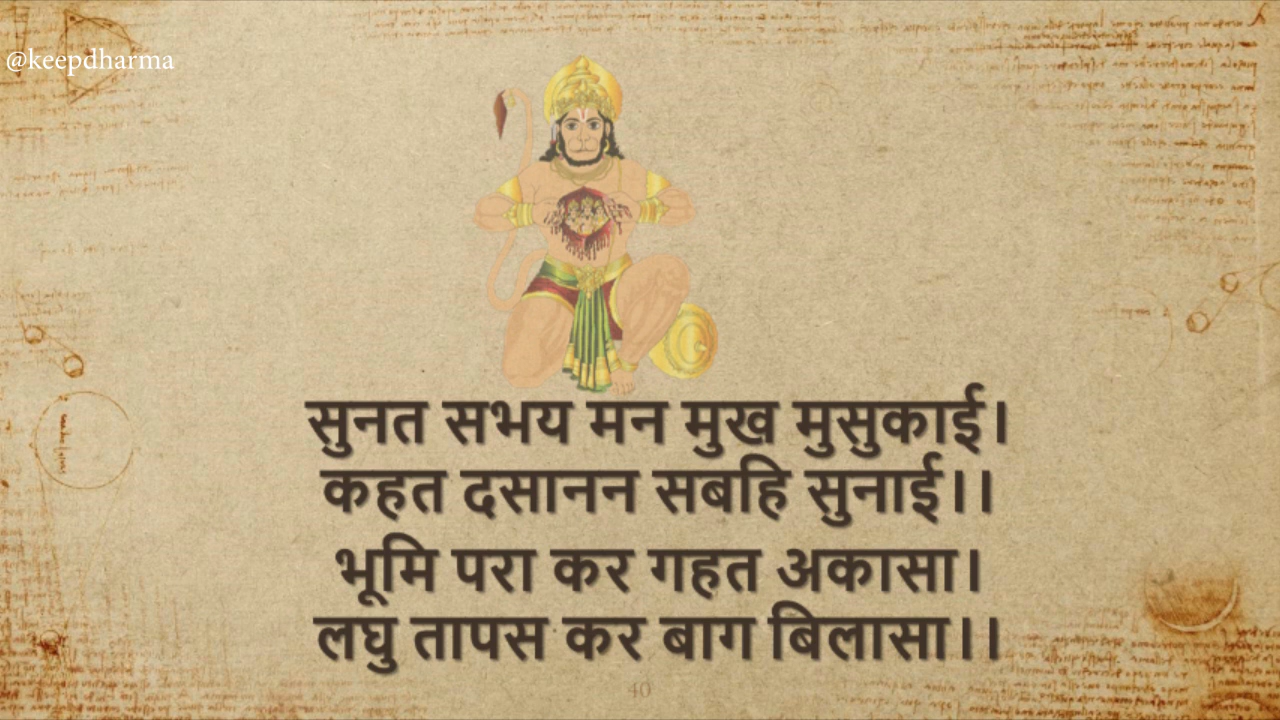 @keepdharma
सुनत सभय मन मुख मुसुकाई।
कहत दसानन सबहि सुनाई।।
भूमि परा कर गहत अकासा।
लघु तापस कर बाग बिलासा।।
40